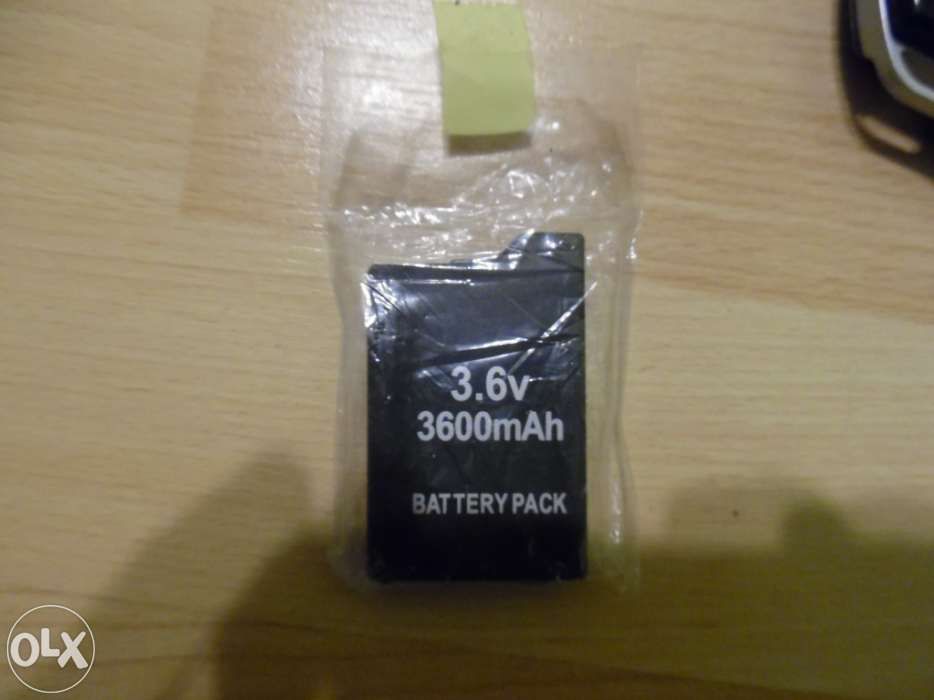 3.6v
3600mAh
BATTERY PACK
OLX